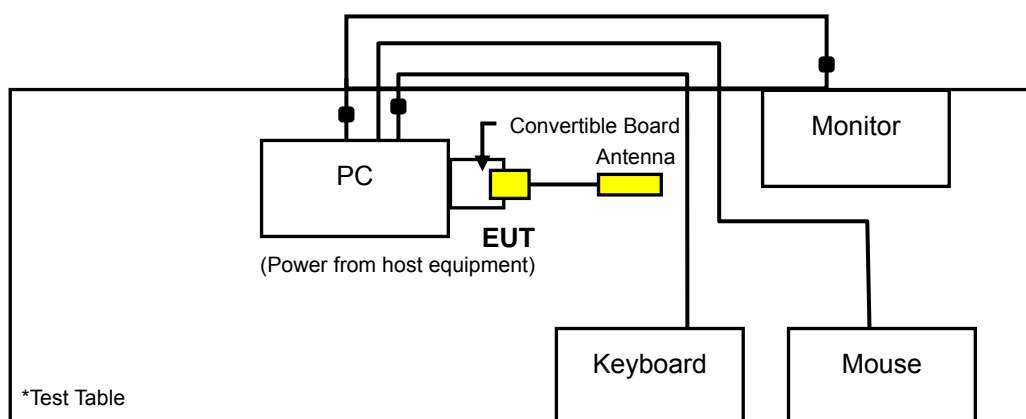 Monitor
Convertible Board
Antenna
PC
EUT
(Power from host equipment)
Keyboard
Mouse
*Test Table